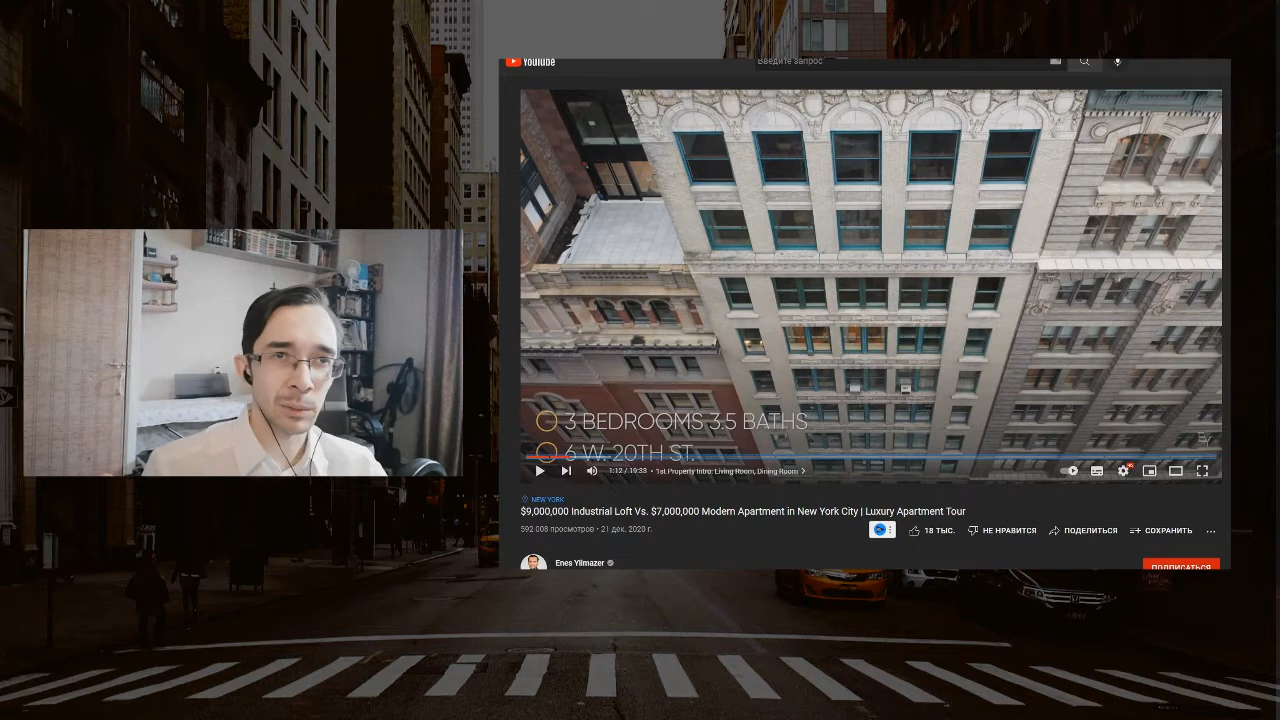 YouTube
Введите запрос
3 BEDROOMS 3.5 BATHS
6 W. 20TH ST.
1:12 / 19:33 • 1st Property Intro: Living Room, Dining Room
NEW YORK
$9,000,000 Industrial Loft Vs. $7,000,000 Modern Apartment in New York City | Luxury Apartment Tour
592 008 просмотров • 21 дек. 2020 г.
18 ТЫС.
НЕ НРАВИТСЯ
ПОДЕЛИТЬСЯ
СОХРАНИТЬ
Enes Yilmazer
ПОДПИСАТЬСЯ